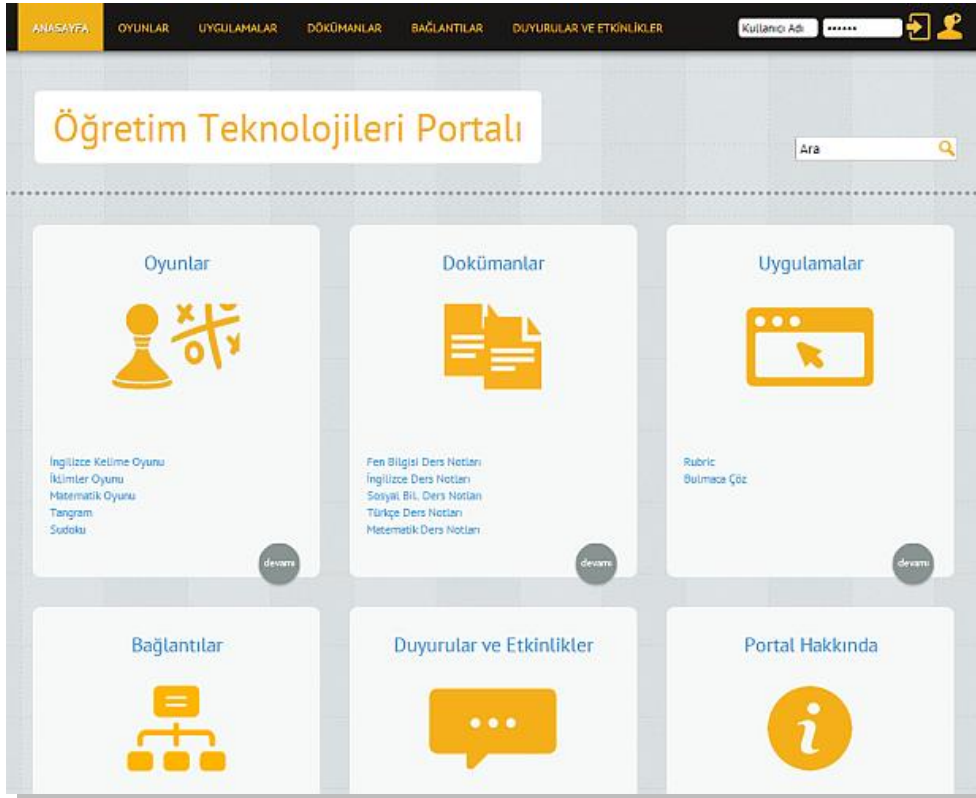 ANASAYFA OYUNLAR UYGULAMALAR DÖKÜMANLAR BAĞLANTILAR DUYURULAR VE ETKİNLİKLER Kullanıcı Adı ••••••
Öğretim Teknolojileri Portalı
Ara
Oyunlar
İngilizce Kelime Oyunu
İklimler Oyunu
Matematik Oyunu
Tangram
Sudoku
devamı
Dokümanlar
Fen Bilgisi Ders Notları
İngilizce Ders Notları
Sosyal Bil. Ders Notları
Türkçe Ders Notları
Matematik Ders Notları
devamı
Uygulamalar
Rubric
Bulmaca Çöz
devamı
Bağlantılar
Duyurular ve Etkinlikler
Portal Hakkında